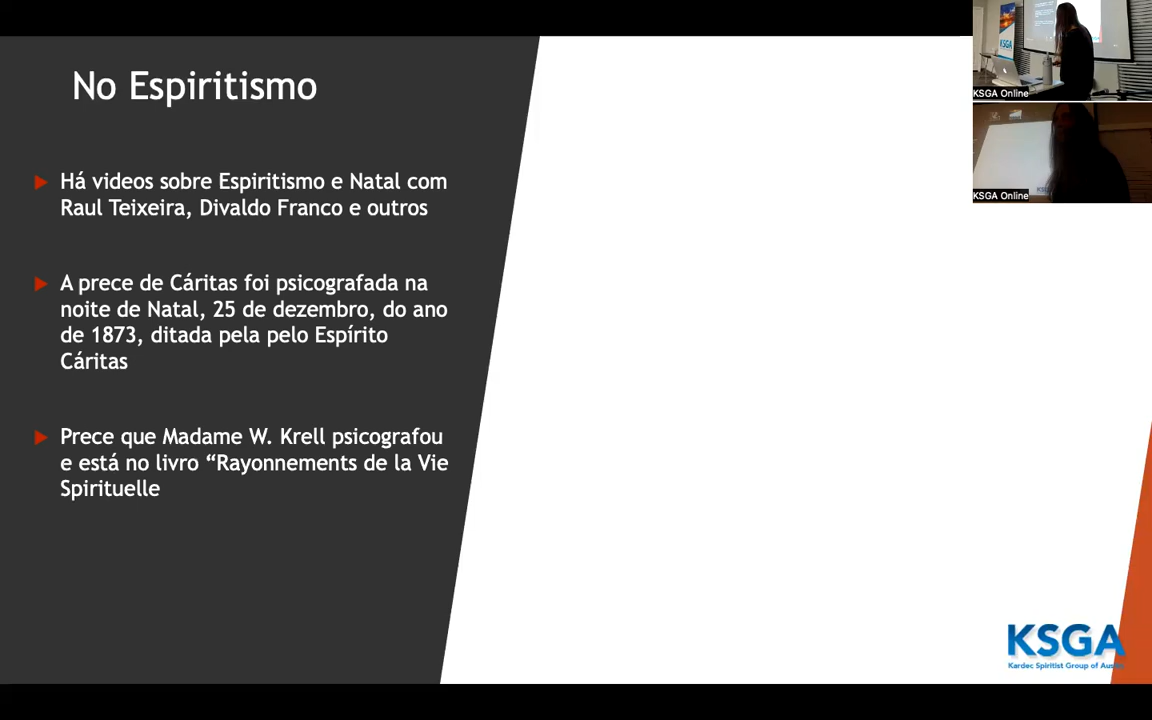 No Espiritismo
Há videos sobre Espiritismo e Natal com
Raul Teixeira, Divaldo Franco e outros
A prece de Cáritas foi psicografada na
noite de Natal, 25 de dezembro, do ano
de 1873, ditada pela pelo Espírito
Cáritas
Prece que Madame W. Krell psicografou
e está no livro “Rayonnements de la Vie
Spirituelle
KSGA
KSGA Online
KSGA Online
KSGA
Kardec Spiritist Group of